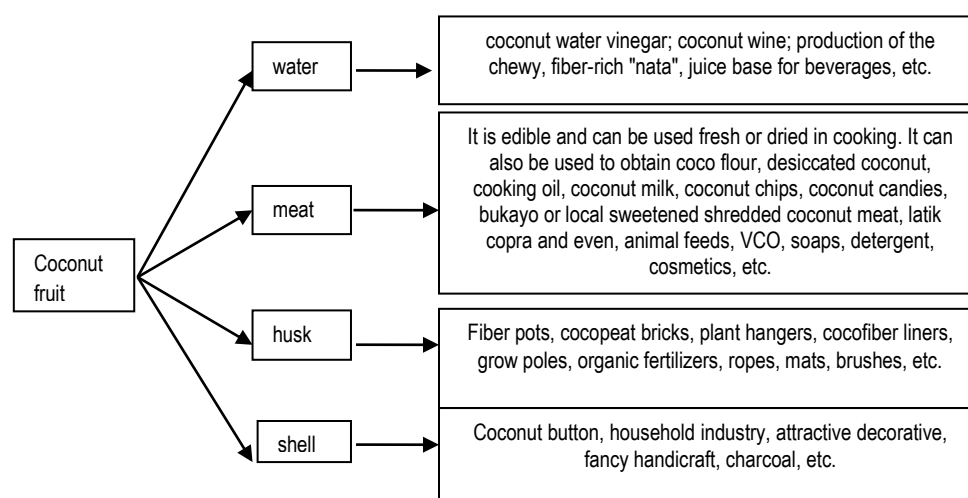 Coconut
fruit
water
coconut water vinegar; coconut wine; production of the
chewy, fiber-rich "nata", juice base for beverages, etc.
meat
It is edible and can be used fresh or dried in cooking. It can
also be used to obtain coco flour, desiccated coconut,
cooking oil, coconut milk, coconut chips, coconut candies,
bukayo or local sweetened shredded coconut meat, latik
copra and even, animal feeds, VCO, soaps, detergent,
cosmetics, etc.
husk
Fiber pots, cocopeat bricks, plant hangers, cocofiber liners,
grow poles, organic fertilizers, ropes, mats, brushes, etc.
shell
Coconut button, household industry, attractive decorative,
fancy handicraft, charcoal, etc.